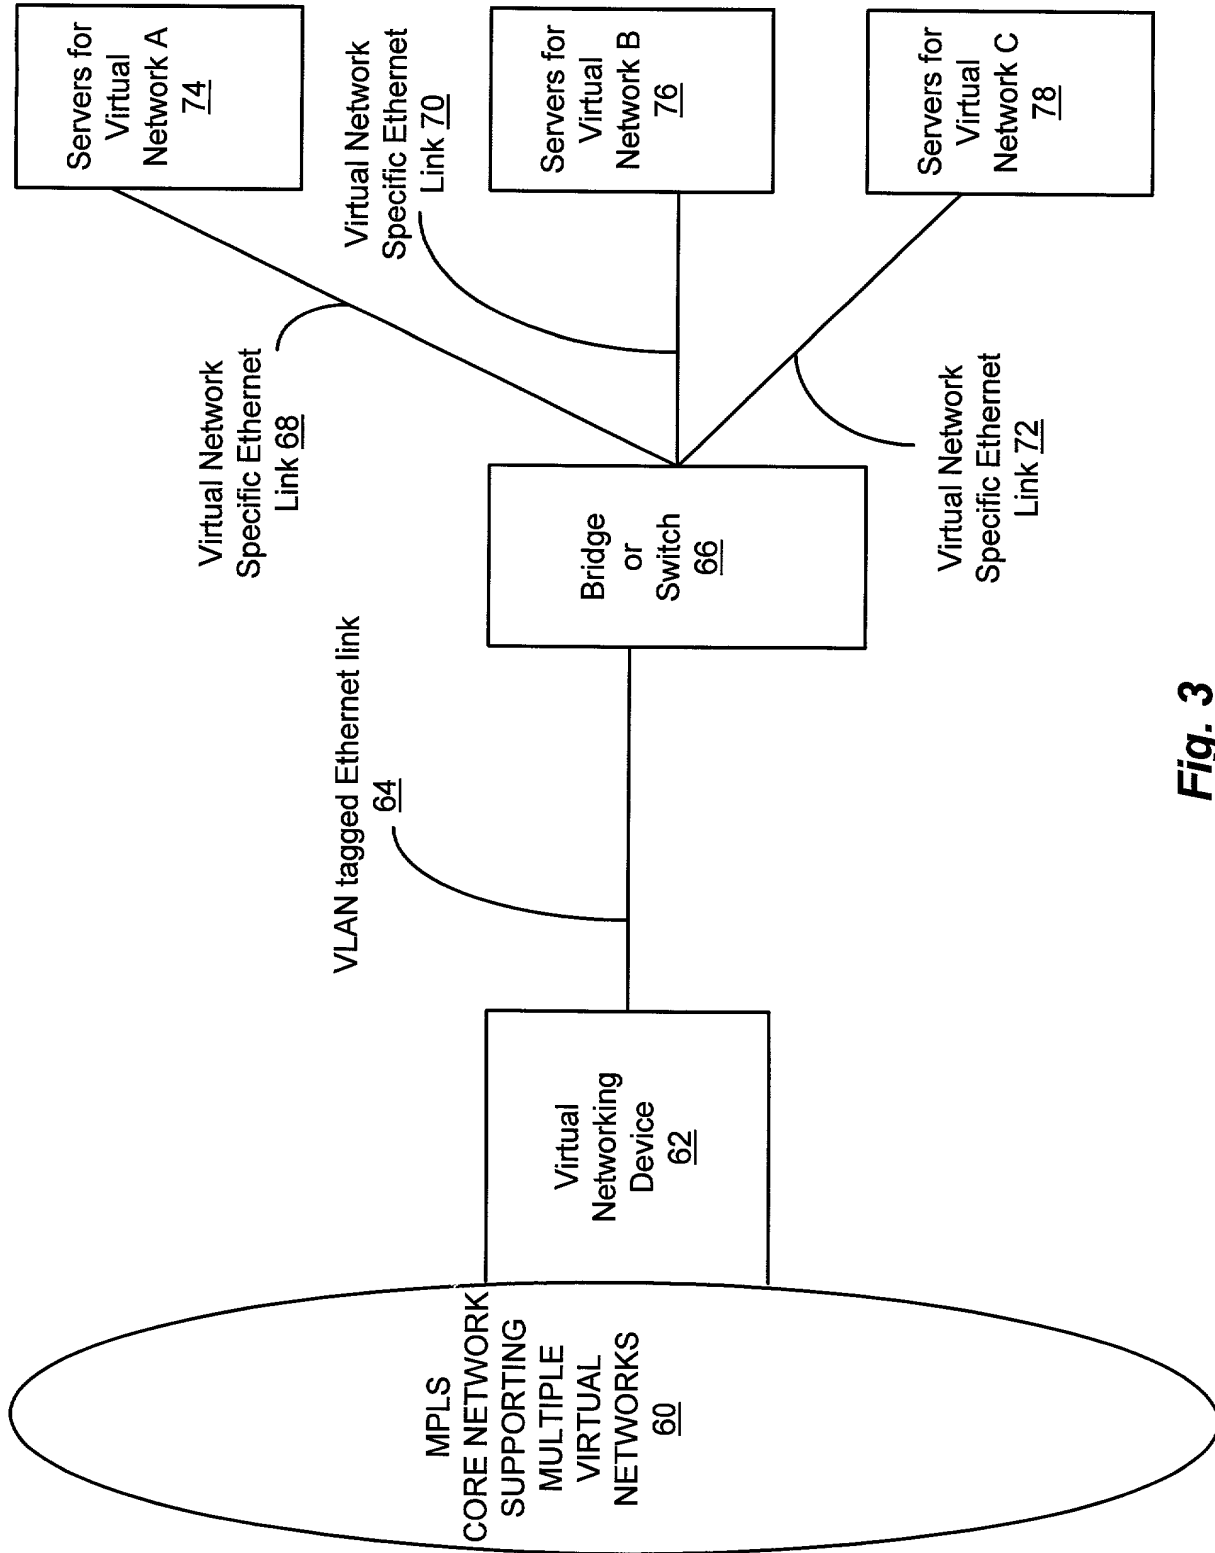 MPLS
CORE NETWORK
SUPPORTING
MULTIPLE
VIRTUAL
NETWORKS
60
Virtual
Networking
Device
62
VLAN tagged Ethernet link
64
Bridge
or
Switch
66
Virtual Network
Specific Ethernet
Link 68
Virtual Network
Specific Ethernet
Link 70
Virtual Network
Specific Ethernet
Link 72
Servers for
Virtual
Network A
74
Servers for
Virtual
Network B
76
Servers for
Virtual
Network C
78
Fig. 3